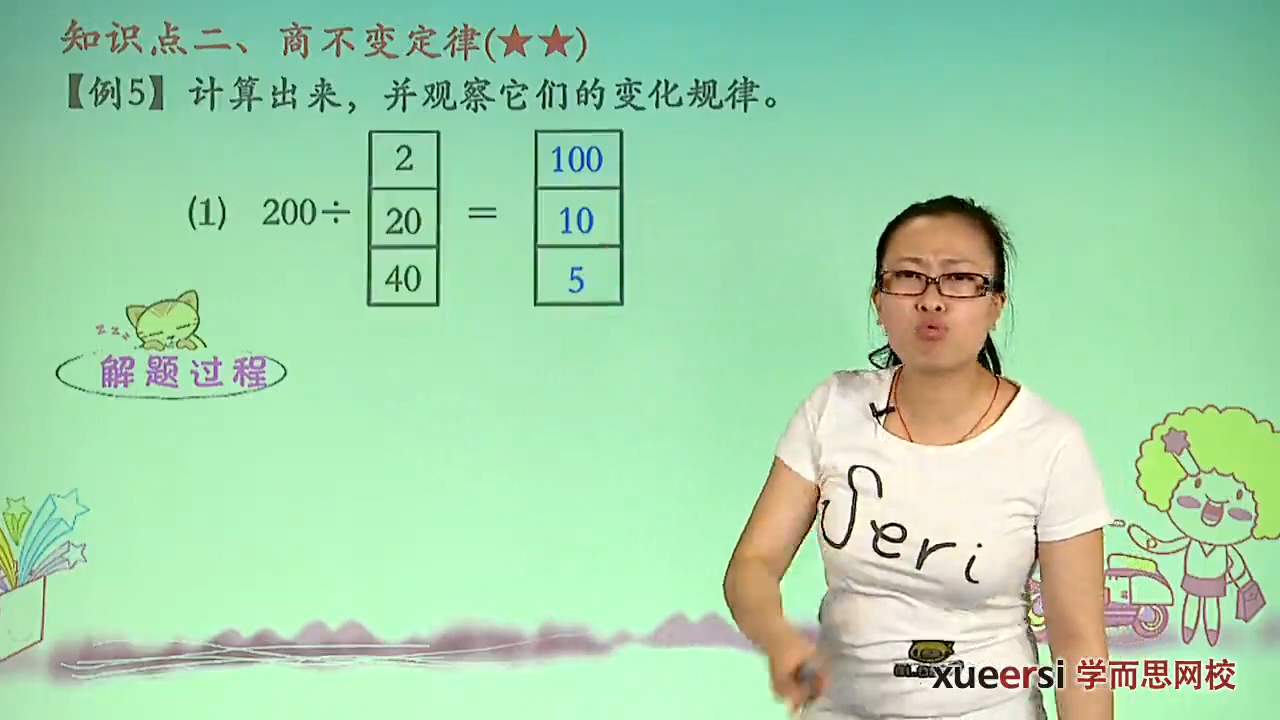 知识点二、商不变定律(★★)
【例5】计算出来，并观察它们的变化规律。
(1) 200÷
2
20
40
=
100
10
5
zzz
解题过程
Seri
xueersi 学而思网校